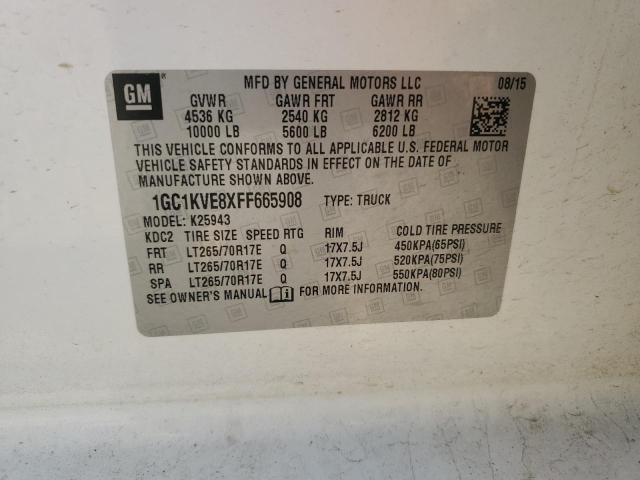 GM ® MFD BY GENERAL MOTORS LLC 08/15
GVWR GAWR FRT GAWR RR
4536 KG 2540 KG 2812 KG
10000 LB 5600 LB 6200 LB
THIS VEHICLE CONFORMS TO ALL APPLICABLE U.S. FEDERAL MOTOR
VEHICLE SAFETY STANDARDS IN EFFECT ON THE DATE OF
MANUFACTURE SHOWN ABOVE.
1GC1KVE8XFF665908 TYPE: TRUCK
MODEL: K25943
KDC2 TIRE SIZE SPEED RTG RIM COLD TIRE PRESSURE
FRT LT265/70R17E Q 17X7.5J 450KPA(65PSI)
RR LT265/70R17E Q 17X7.5J 520KPA(75PSI)
SPA LT265/70R17E Q 17X7.5J 550KPA(80PSI)
SEE OWNER'S MANUAL FOR MORE INFORMATION.